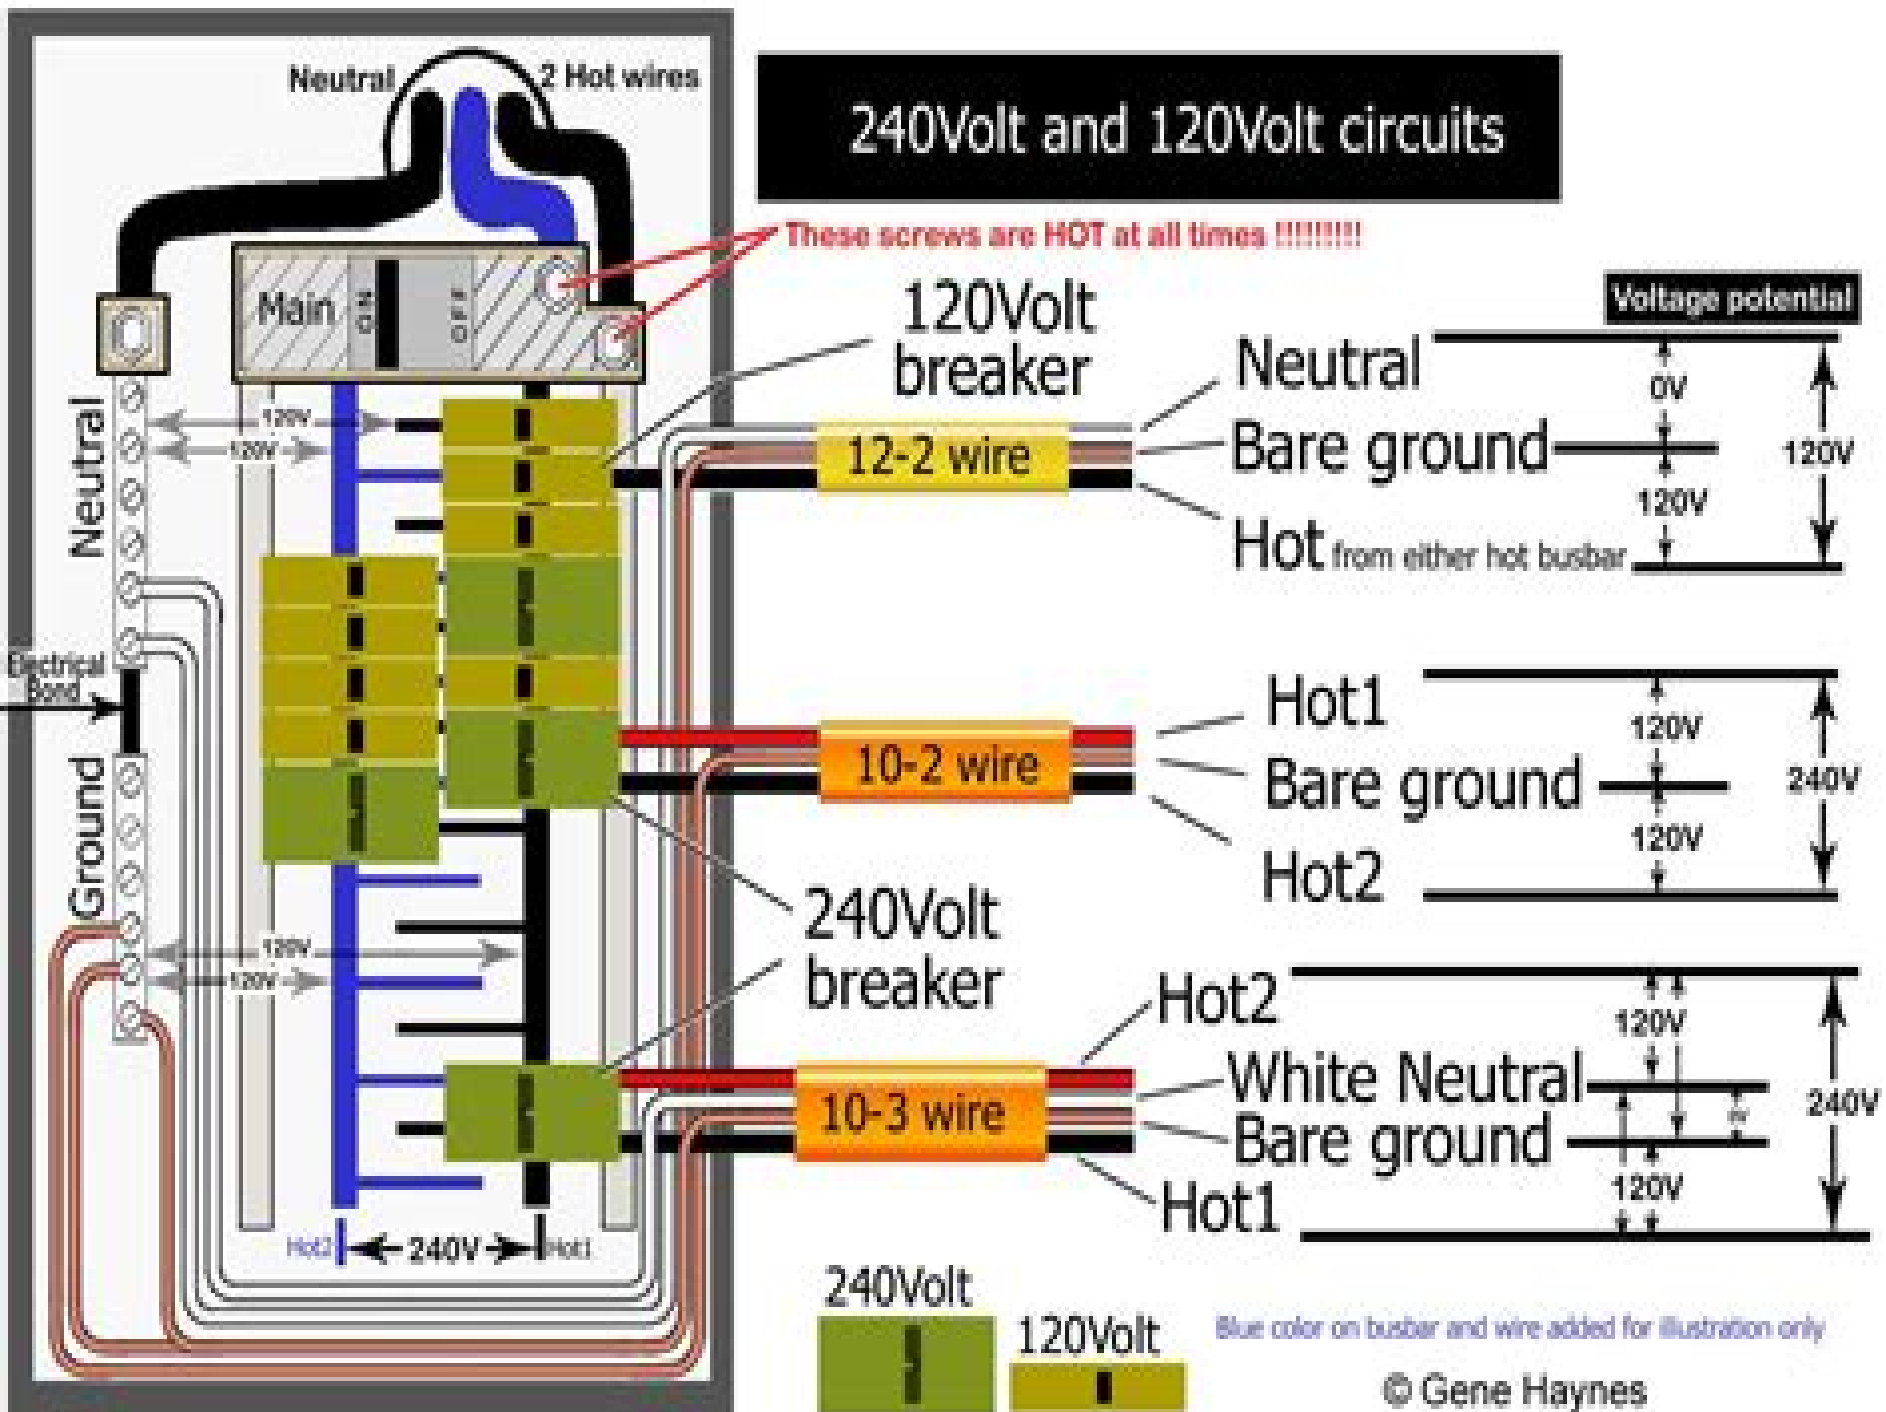 Neutral
2 Hot wires
240Volt and 120Volt circuits
These screws are HOT at all times !!!!!!!!!
Main
ON
OFF
120Volt
breaker
Voltage potential
Neutral
120V
120V
12-2 wire
Neutral
Bare ground
Hot from either hot busbar
0V
120V
120V
Electrical
Bond
Ground
10-2 wire
Hot1
Bare ground
Hot2
120V
120V
240V
120V
120V
240Volt
breaker
10-3 wire
Hot2
White Neutral
Bare ground
Hot1
120V
120V
240V
Hot2
240V
Hot1
240Volt
120Volt
Blue color on busbar and wire added for illustration only
© Gene Haynes